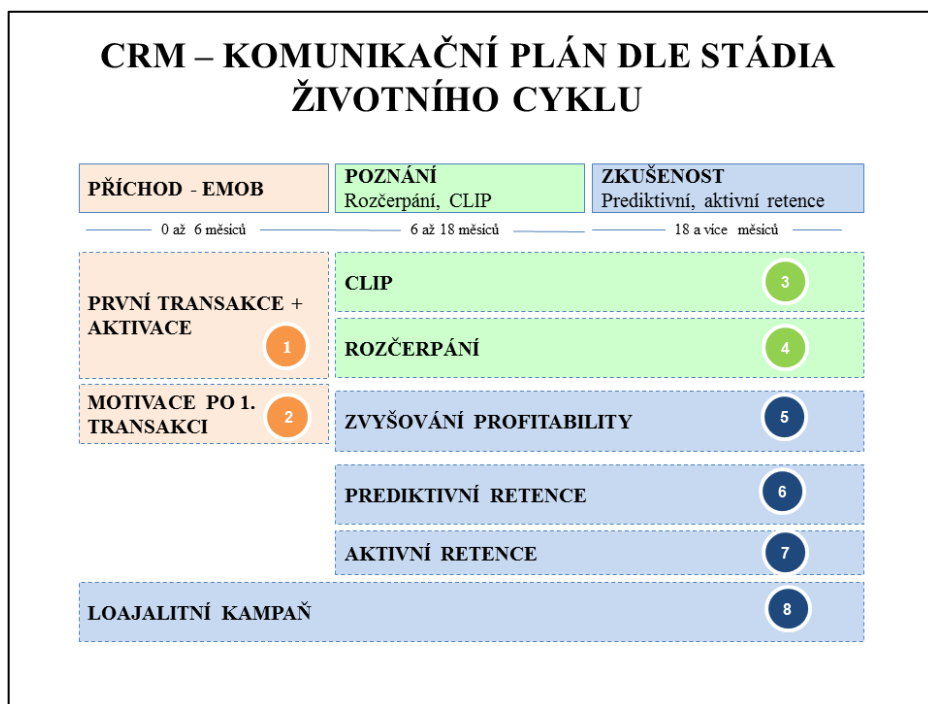 CRM – KOMUNIKAČNÍ PLÁN DLE STÁDIA
ŽIVOTNÍHO CYKLU
PŘÍCHOD - EMOB
POZNÁNÍ
Rozčerpání, CLIP
ZKUŠENOST
Prediktivní, aktivní retence
0 až 6 měsíců
6 až 18 měsíců
18 a vice měsíců
PRVNÍ TRANSAKCE +
AKTIVACE
1
MOTIVACE PO 1.
TRANSAKCI
2
CLIP
3
ROZČERPÁNÍ
4
ZVYŠOVÁNÍ PROFITABILITY
5
PREDIKTIVNÍ RETENCE
6
AKTIVNÍ RETENCE
7
LOAJALITNÍ KAMPAŇ
8